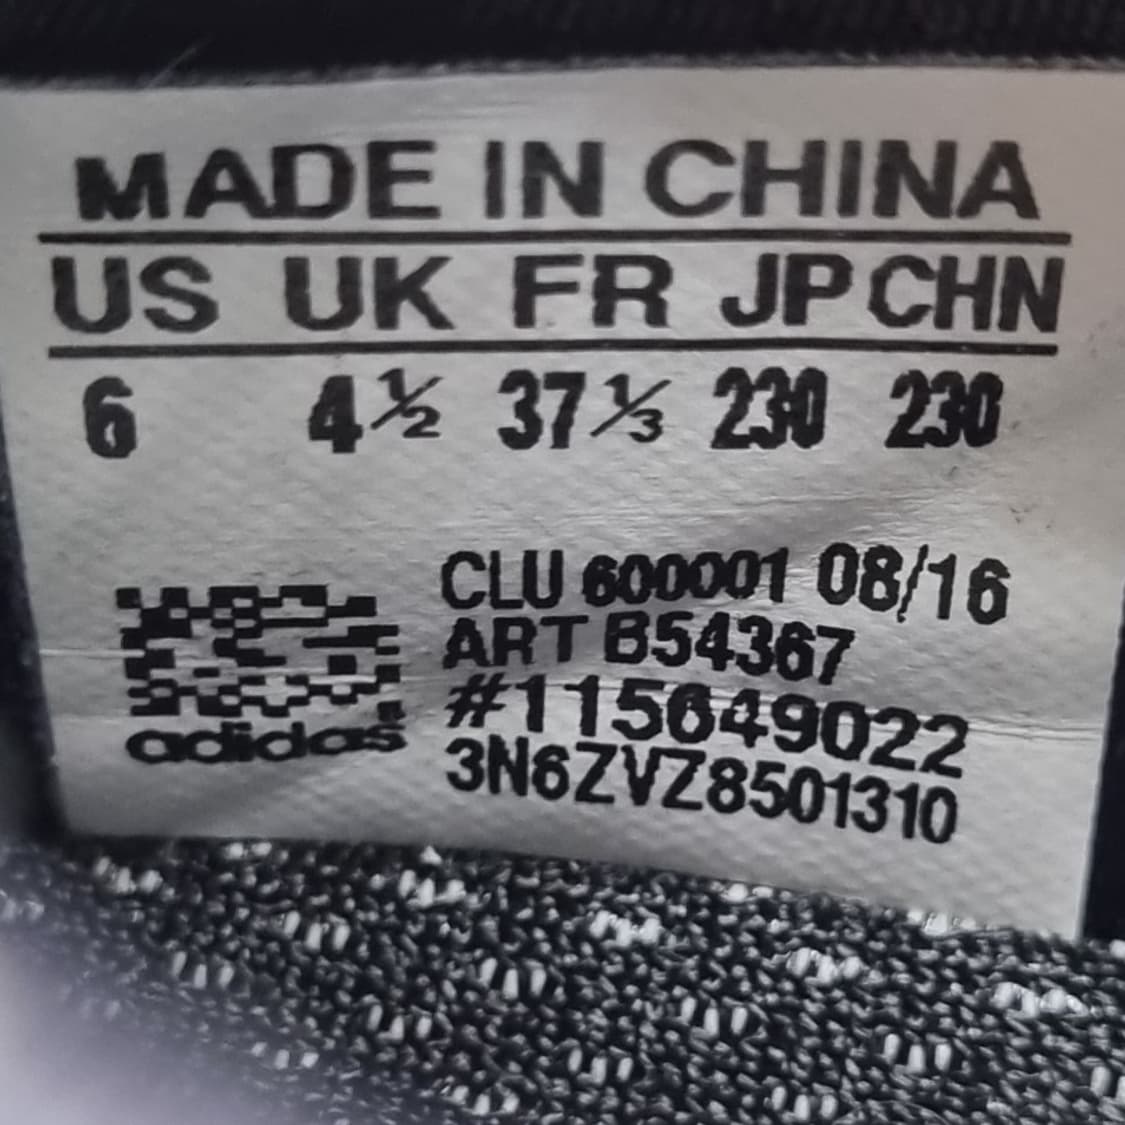 MADE IN CHINA
US UK FR JP CHN
6 4½ 37⅓ 230 230
CLU 600001 08/16
ART B54367
#115649022
3N6ZVZ8501310
adidas